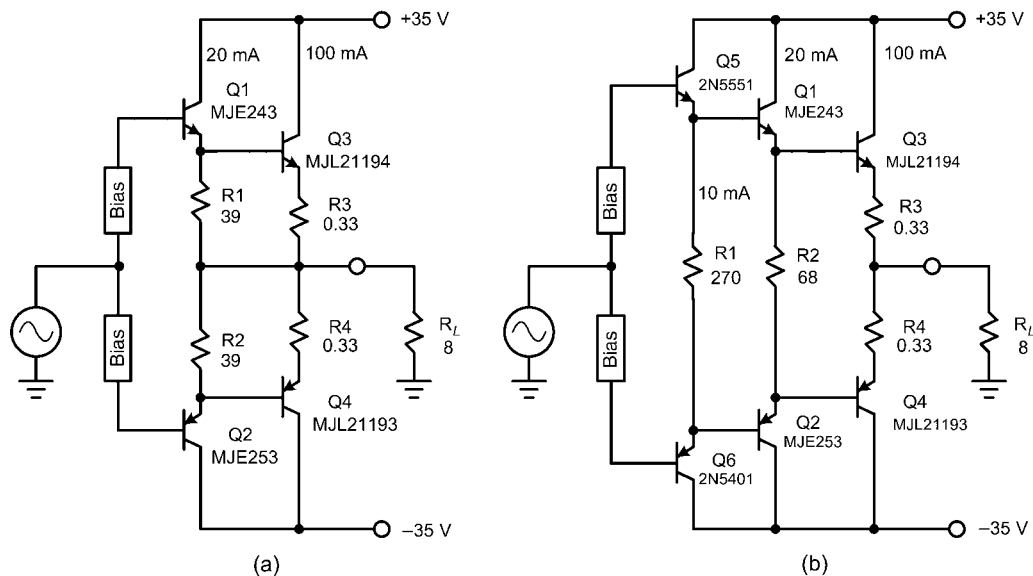 +35 V
20 mA
100 mA
Q1
MJE243
Q3
MJL21194
Bias
R1
39
R3
0.33
Bias
R2
39
R4
0.33
RL
8
Q4
MJL21193
Q2
MJE253
−35 V
(a)
+35 V
Q5
2N5551
20 mA
100 mA
Q1
MJE243
Q3
MJL21194
Bias
10 mA
R3
0.33
R1
270
R2
68
Bias
R4
0.33
RL
8
Q4
MJL21193
Q2
MJE253
Q6
2N5401
−35 V
(b)